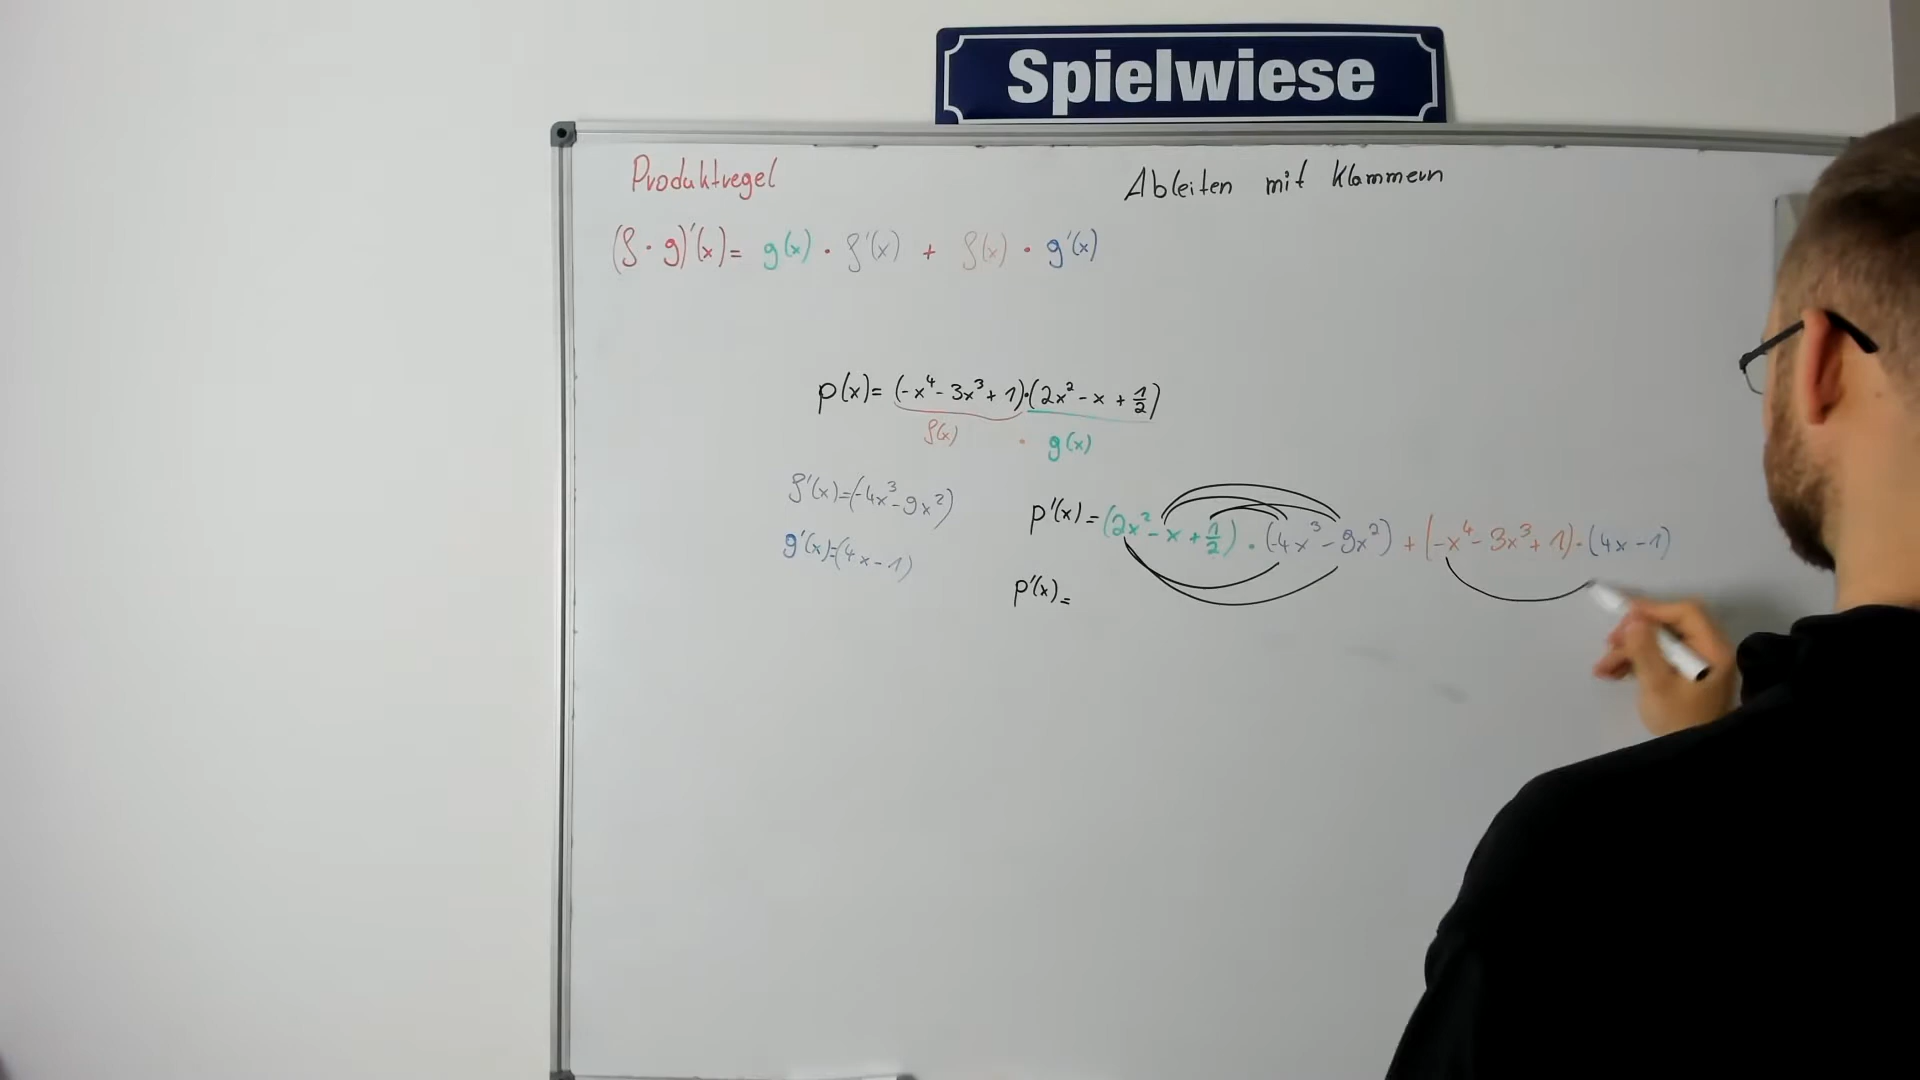 Spielwiese
Produktregel
Ableiten mit Klammern
(f · g)'(x) = g(x) · f'(x) + f(x) · g'(x)
p(x) = (-x⁴ - 3x³ + 1)·(2x² - x + 1/2)
f(x) · g(x)
f'(x) = (-4x³ - 9x²)
g'(x) = (4x - 1)
p'(x) = (2x² - x + 1/2) · (-4x³ - 9x²) + (-x⁴ - 3x³ + 1) · (4x - 1)
p'(x) =